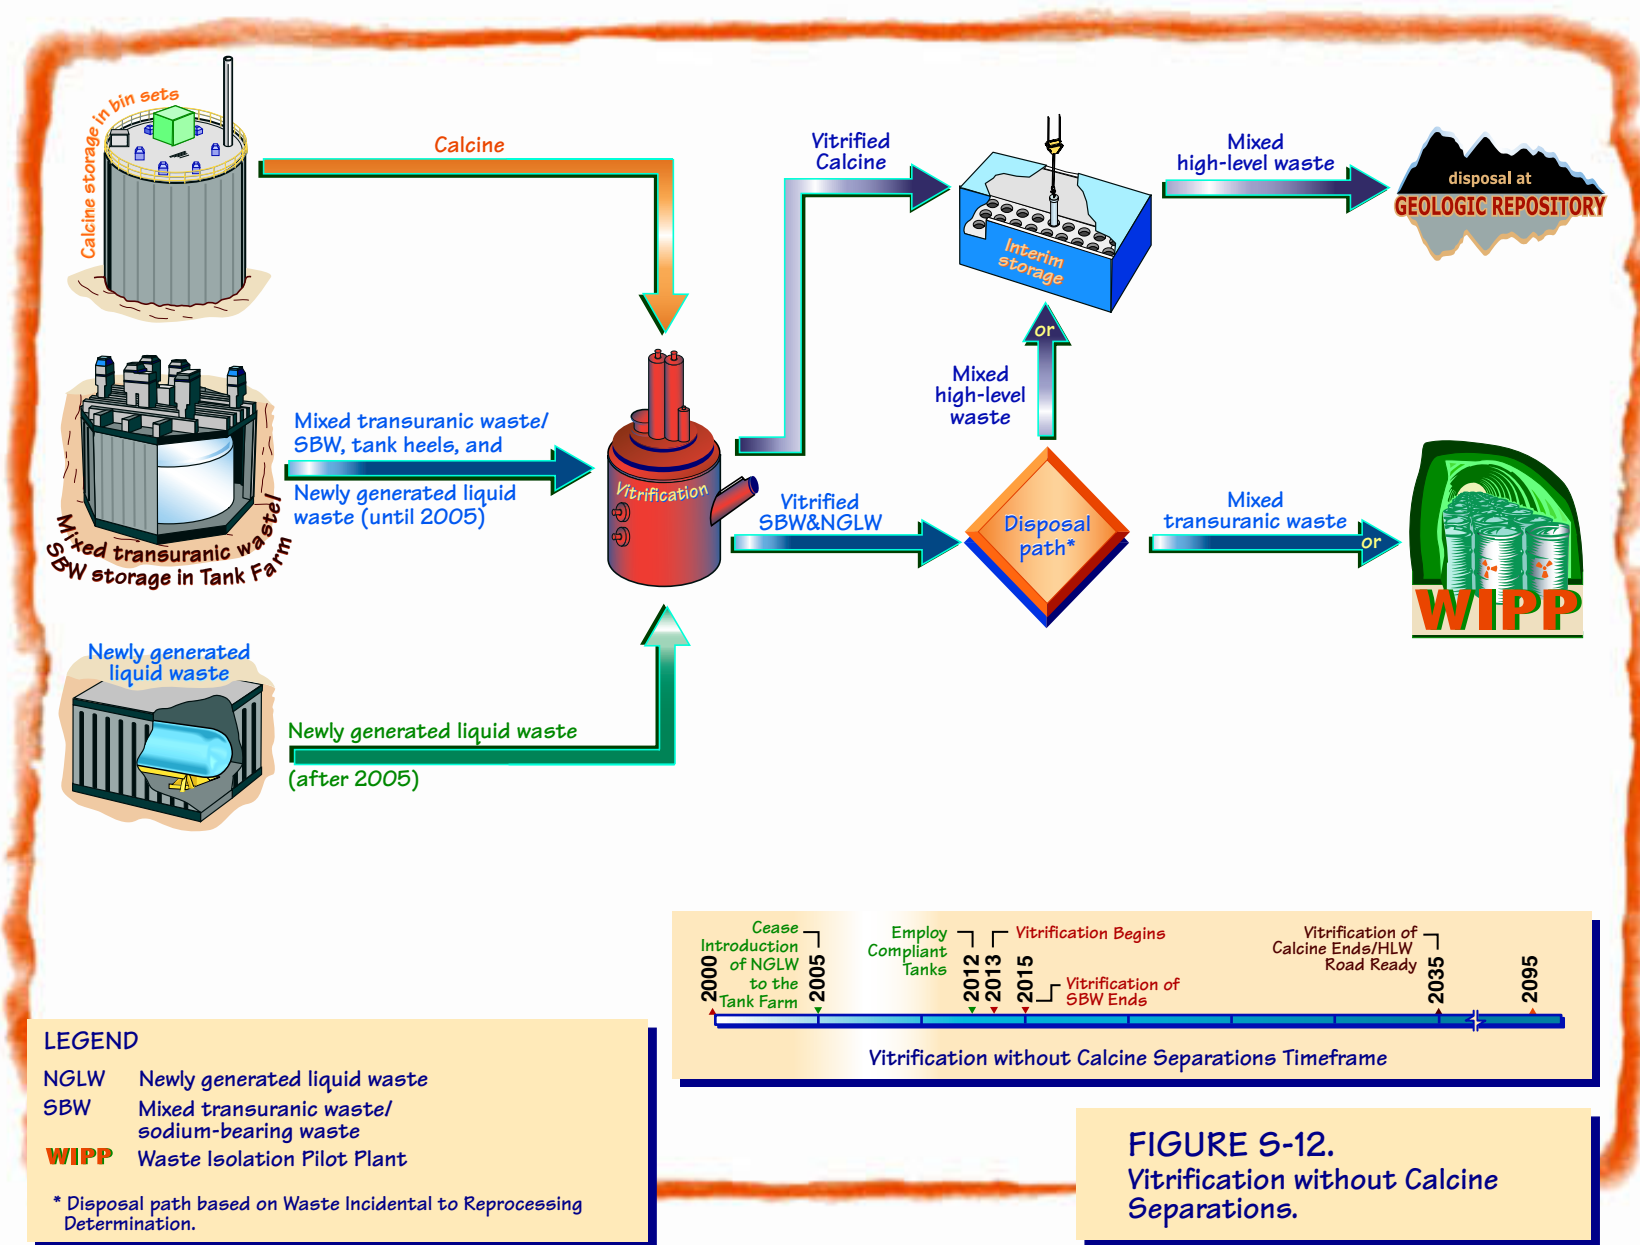 Calcine storage in bin sets
Calcine
Vitrified
Calcine
Mixed
high-level waste
disposal at
GEOLOGIC REPOSITORY
Interim
storage
or
Mixed
high-level
waste
Mixed transuranic waste/
SBW, tank heels, and
Newly generated liquid
waste (until 2005)
Mixed transuranic waste/
SBW storage in Tank Farm
Vitrification
Vitrified
SBW&NGLW
Disposal
path*
Mixed
transuranic waste
or
WIPP
Newly generated
liquid waste
Newly generated liquid waste
(after 2005)
2000
Cease
Introduction
of NGLW
to the
Tank Farm
2005
Employ
Compliant
Tanks
2012
2013
Vitrification Begins
2015
Vitrification of
SBW Ends
Vitrification of
Calcine Ends/HLW
Road Ready
2035
2095
Vitrification without Calcine Separations Timeframe
LEGEND
NGLW Newly generated liquid waste
SBW Mixed transuranic waste/
sodium-bearing waste
WIPP Waste Isolation Pilot Plant
* Disposal path based on Waste Incidental to Reprocessing
Determination.
FIGURE S-12.
Vitrification without Calcine
Separations.